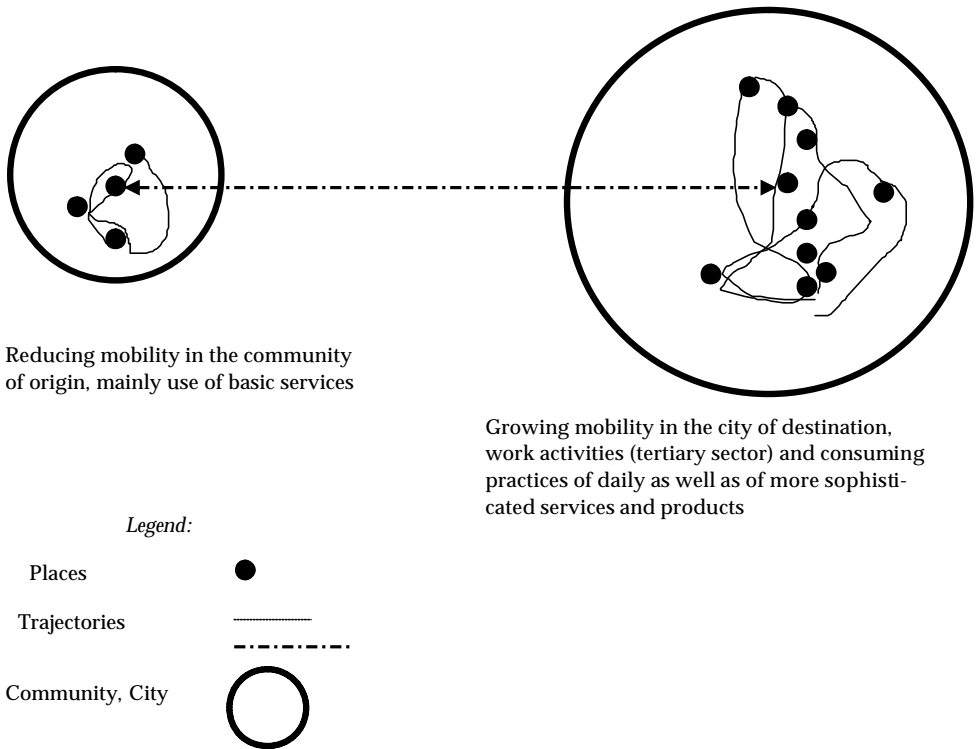 Reducing mobility in the community
of origin, mainly use of basic services
Growing mobility in the city of destination,
work activities (tertiary sector) and consuming
practices of daily as well as of more sophisti-
cated services and products
Legend:
Places
Trajectories
Community, City